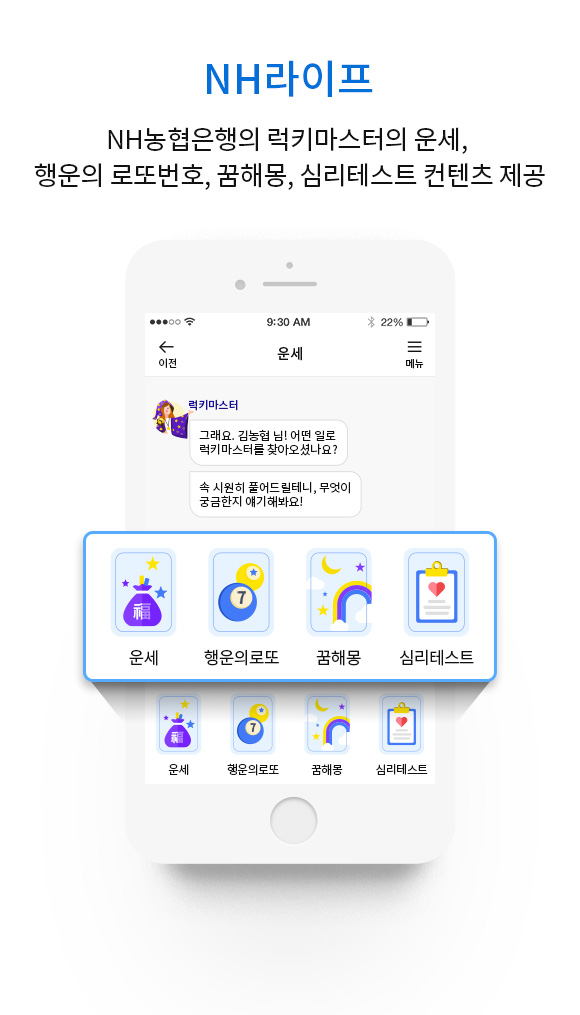 NH라이프
NH농협은행의 럭키마스터의 운세,
행운의 로또번호, 꿈해몽, 심리테스트 컨텐츠 제공
9:30 AM
22%
이전
운세
메뉴
럭키마스터
그래요. 김농협 님! 어떤 일로
럭키마스터를 찾아오셨나요?
속 시원히 풀어드릴테니, 무엇이
궁금한지 얘기해봐요!
福
7
운세
행운의로또
꿈해몽
심리테스트
福
7
운세
행운의로또
꿈해몽
심리테스트